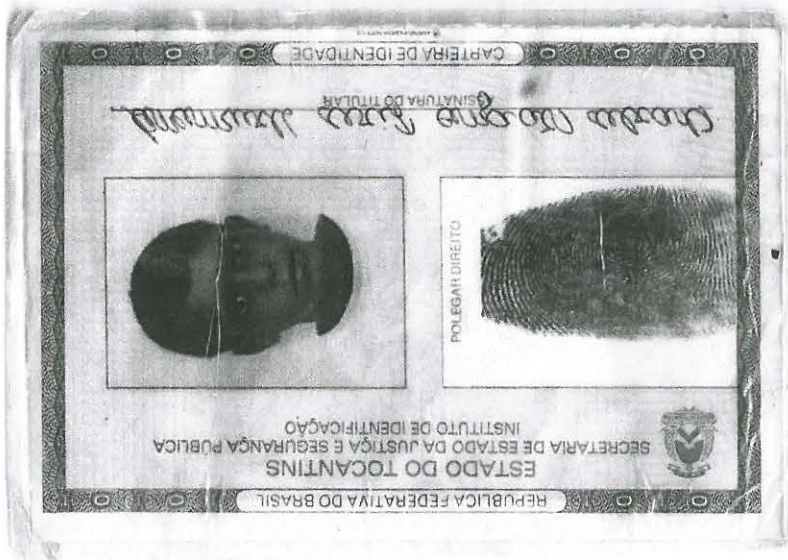 REPÚBLICA FEDERATIVA DO BRASIL
ESTADO DO TOCANTINS
SECRETARIA DE ESTADO DA JUSTIÇA E SEGURANÇA PÚBLICA
INSTITUTO DE IDENTIFICAÇÃO
POLEGAR DIREITO
ASSINATURA DO TITULAR
CARTEIRA DE IDENTIDADE